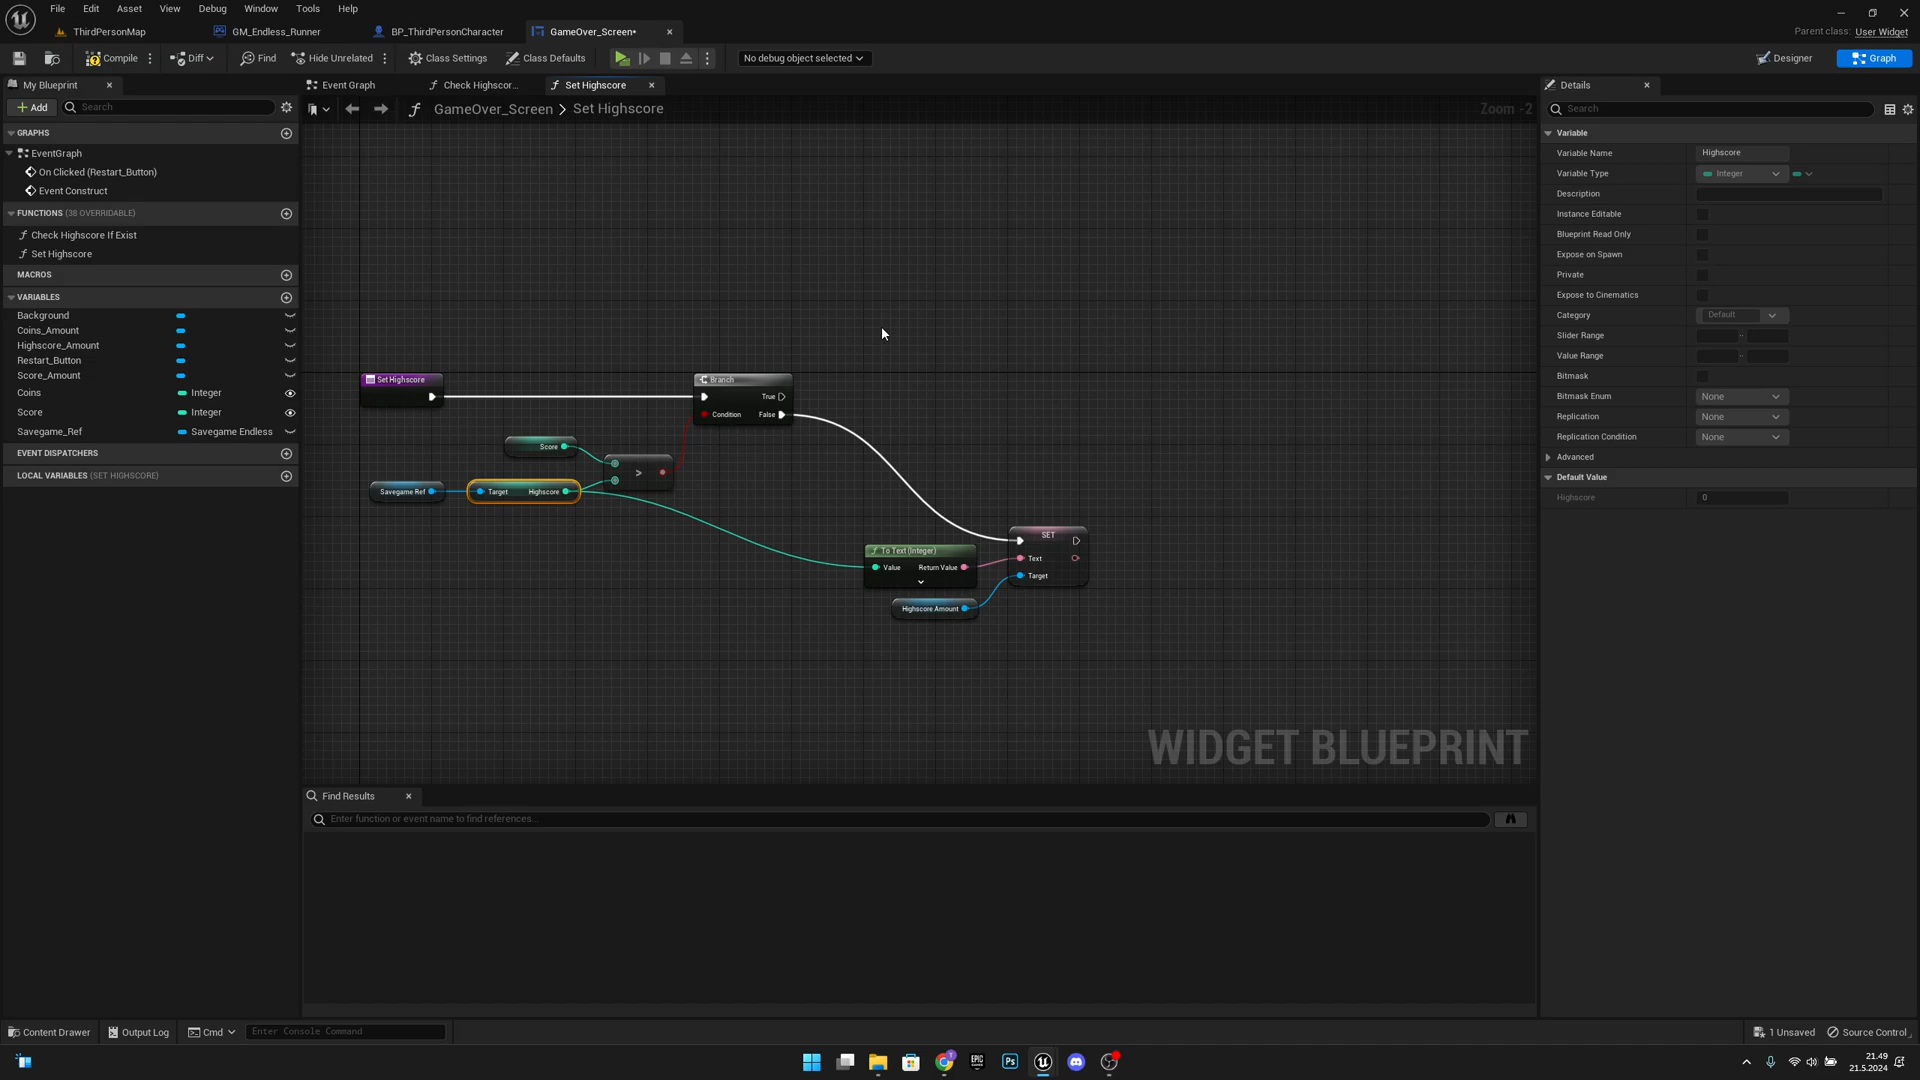 File Edit Asset View Debug Window Tools Help
ThirdPersonMap GM_Endless_Runner BP_ThirdPersonCharacter GameOver_Screen•
Parent class: User Widget
Compile Diff Find Hide Unrelated Class Settings Class Defaults No debug object selected Designer Graph
My Blueprint Event Graph Check Highscor... Set Highscore Details
Add Search GameOver_Screen > Set Highscore Zoom -2 Search
GRAPHS
EventGraph
On Clicked (Restart_Button)
Event Construct
FUNCTIONS (38 OVERRIDABLE)
Check Highscore If Exist
Set Highscore
MACROS
VARIABLES
Background
Coins_Amount
Highscore_Amount
Restart_Button
Score_Amount
Coins Integer
Score Integer
Savegame_Ref Savegame Endless
EVENT DISPATCHERS
LOCAL VARIABLES (SET HIGHSCORE)
Set Highscore
Branch
True
Condition False
Score
>
Savegame Ref
Target Highscore
To Text (Integer)
Value Return Value
Highscore Amount
SET
Text
Target
WIDGET BLUEPRINT
Find Results
Enter function or event name to find references...
Variable
Variable Name Highscore
Variable Type Integer
Description
Instance Editable
Blueprint Read Only
Expose on Spawn
Private
Expose to Cinematics
Category Default
Slider Range
Value Range
Bitmask
Bitmask Enum None
Replication None
Replication Condition None
Advanced
Default Value
Highscore 0
Content Drawer Output Log Cmd Enter Console Command 1 Unsaved Source Control
EPIC GAMES Ps
21.49
21.5.2024